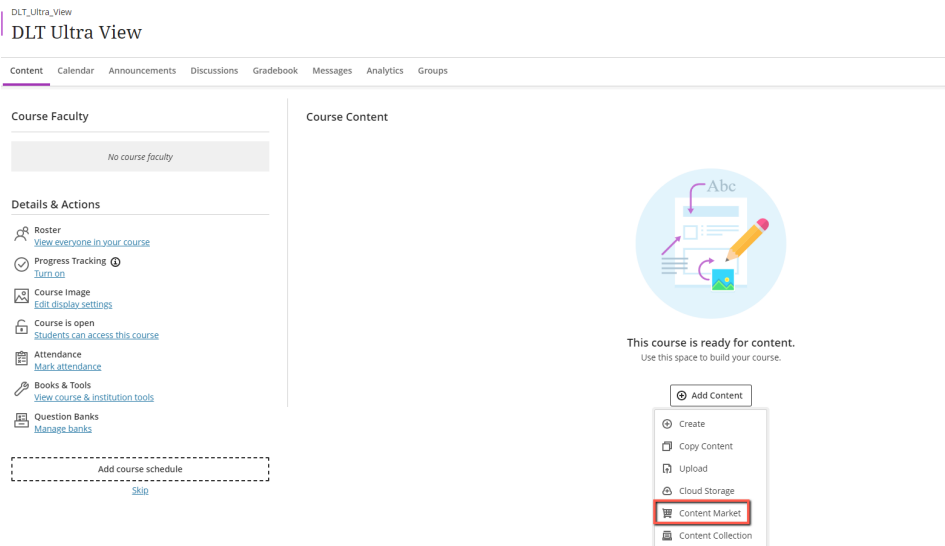 DLT_Ultra_View
DLT Ultra View
Content Calendar Announcements Discussions Gradebook Messages Analytics Groups
Course Faculty
No course faculty
Details & Actions
Roster
View everyone in your course
Progress Tracking
Turn on
Course Image
Edit display settings
Course is open
Students can access this course
Attendance
Mark attendance
Books & Tools
View course & institution tools
Question Banks
Manage banks
Add course schedule
Skip
Course Content
Abc
This course is ready for content.
Use this space to build your course.
Add Content
Create
Copy Content
Upload
Cloud Storage
Content Market
Content Collection